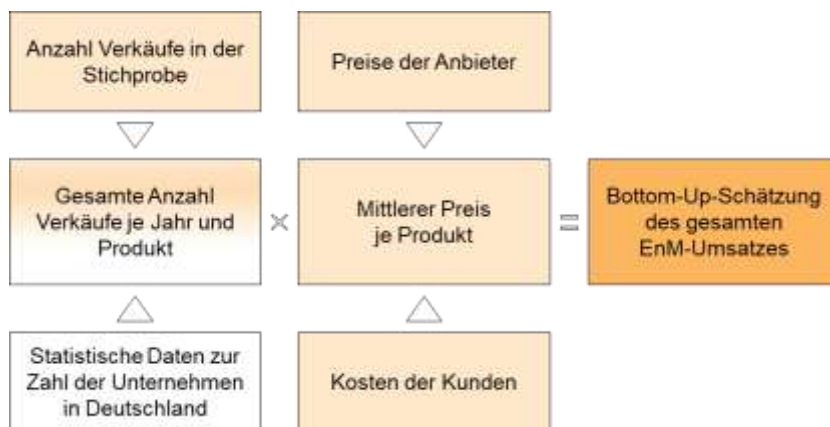 Anzahl Verkäufe in der
Stichprobe
Preise der Anbieter
Gesamte Anzahl
Verkäufe je Jahr und
Produkt
×
Mittlerer Preis
je Produkt
=
Bottom-Up-Schätzung
des gesamten
EnM-Umsatzes
Statistische Daten zur
Zahl der Unternehmen
in Deutschland
Kosten der Kunden